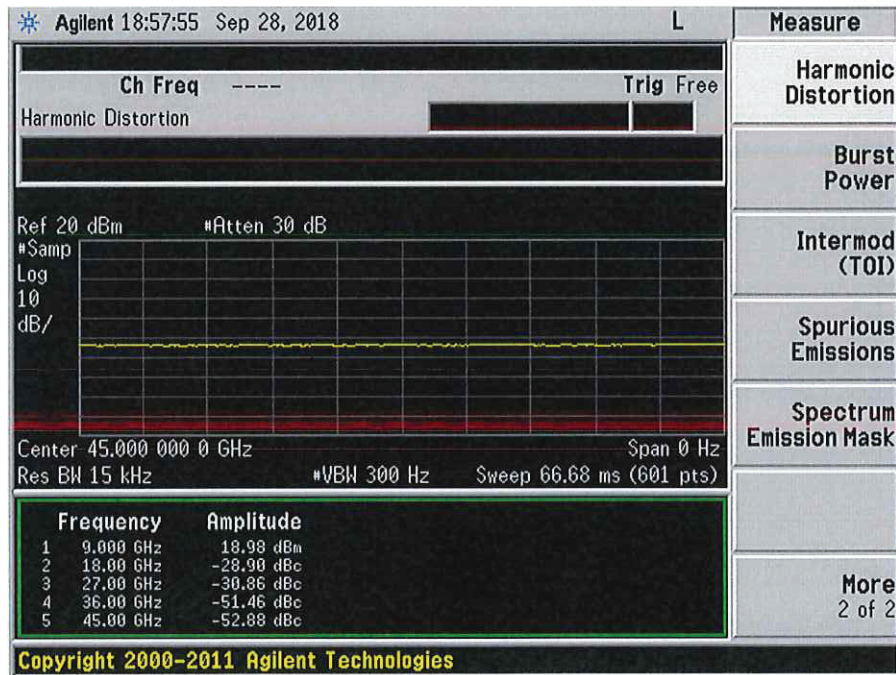 Agilent 18:57:55 Sep 28, 2018 L
Measure
Ch Freq ---- Trig Free
Harmonic Distortion
Harmonic
Distortion
Burst
Power
Intermod
(TOI)
Spurious
Emissions
Spectrum
Emission Mask
More
2 of 2
Ref 20 dBm #Atten 30 dB
#Samp
Log
10
dB/
Center 45.000 000 0 GHz Span 0 Hz
Res BW 15 kHz #VBW 300 Hz Sweep 66.68 ms (601 pts)
Frequency Amplitude
1 9.000 GHz 18.98 dBm
2 18.00 GHz -28.90 dBc
3 27.00 GHz -30.86 dBc
4 36.00 GHz -51.46 dBc
5 45.00 GHz -52.88 dBc
Copyright 2000-2011 Agilent Technologies